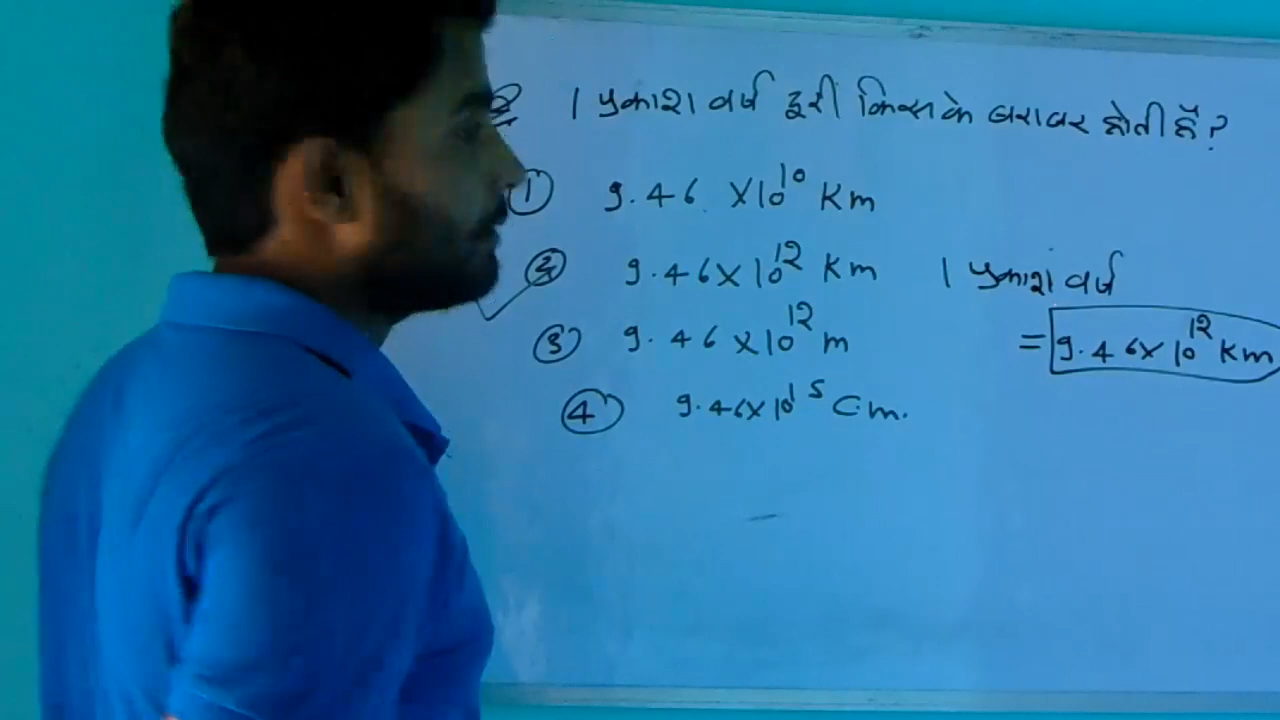 Q 1 प्रकाश वर्ष दूरी किसके बराबर होती हैं?
① 9.46 ×10¹⁰ Km
② 9.46×10¹² Km
③ 9.46×10¹² m
④ 9.46×10¹⁵ Cm.
1 प्रकाश वर्ष
= 9.46×10¹² Km